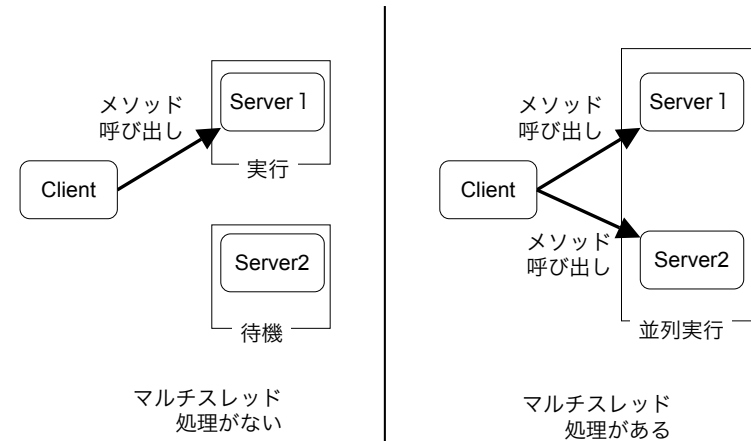 メソッド
呼び出し
Server 1
Client
実行
Server2
待機
マルチスレッド
処理がない
メソッド
呼び出し
Server 1
Client
メソッド
呼び出し
Server2
並列実行
マルチスレッド
処理がある